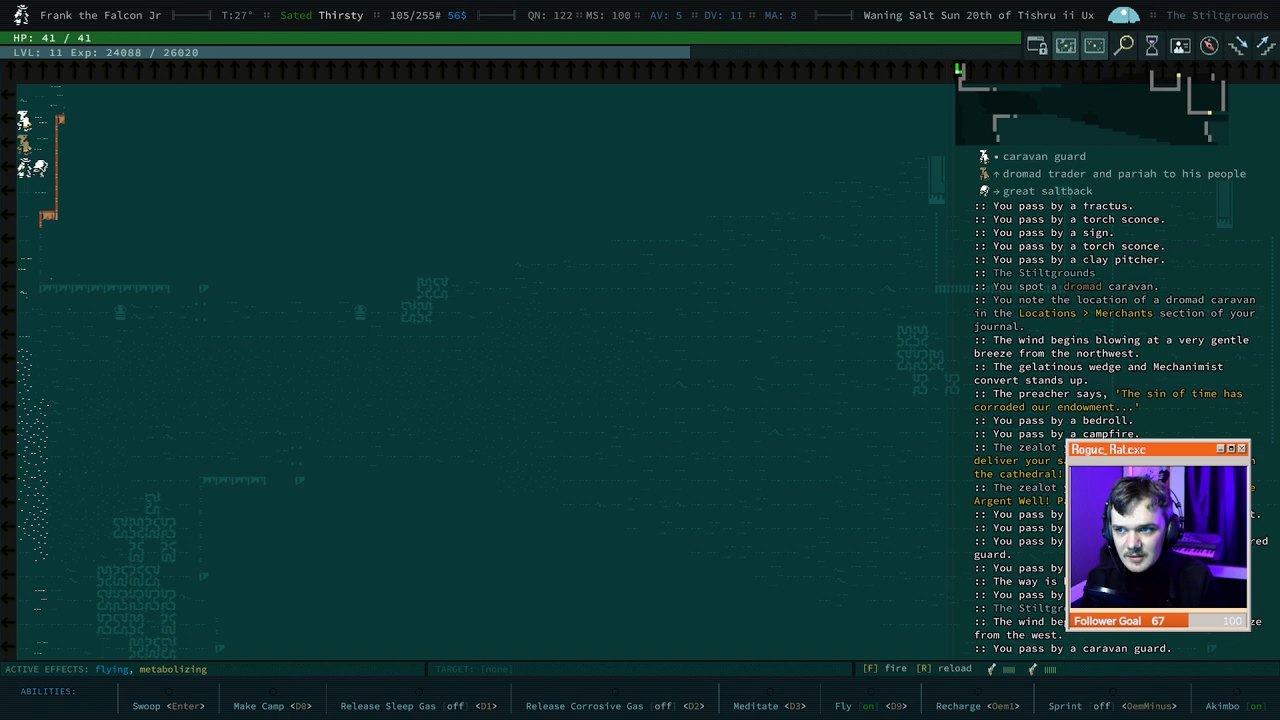 Frank the Falcon Jr T:27° :: Sated Thirsty :: 105/255# 56$ QN: 122 :: MS: 100 :: AV: 5 :: DV: 11 :: MA: 8 Waning Salt Sun 20th of Tishru ii Ux :: The Stiltgrounds
HP: 41 / 41
LVL: 11 Exp: 24088 / 26020
• caravan guard
↑ dromad trader and pariah to his people
→ great saltback
:: You pass by a fractus.
:: You pass by a torch sconce.
:: You pass by a sign.
:: You pass by a torch sconce.
:: You pass by a clay pitcher.
:: The Stiltgrounds
:: You spot a dromad caravan.
:: You note the location of a dromad caravan
in the Locations > Merchants section of your
journal.
:: The wind begins blowing at a very gentle
breeze from the northwest.
:: The gelatinous wedge and Mechanimist
convert stands up.
:: The preacher says, 'The sin of time has
corroded our endowment...'
:: You pass by a bedroll.
:: You pass by a campfire.
:: The zealot
deliver your
the cathedral!
:: The zealot
Argent Well!
:: You pass by
:: You pass by
:: You pass by
guard.
:: You pass by
:: The way is
:: You pass by
:: The
:: The wind
from the west.
:: You pass by a caravan guard.
Rogue_Rat.exe
Follower Goal 67 100
ACTIVE EFFECTS: flying, metabolizing TARGET: [none] [F] fire [R] reload
ABILITIES: Swoop <Enter> Make Camp <D0> Release Sleep Gas [off] <D1> Release Corrosive Gas [off] <D2> Meditate <D3> Fly [on] <D9> Recharge <Oem1> Sprint [off] <OemMinus> Akimbo [on]